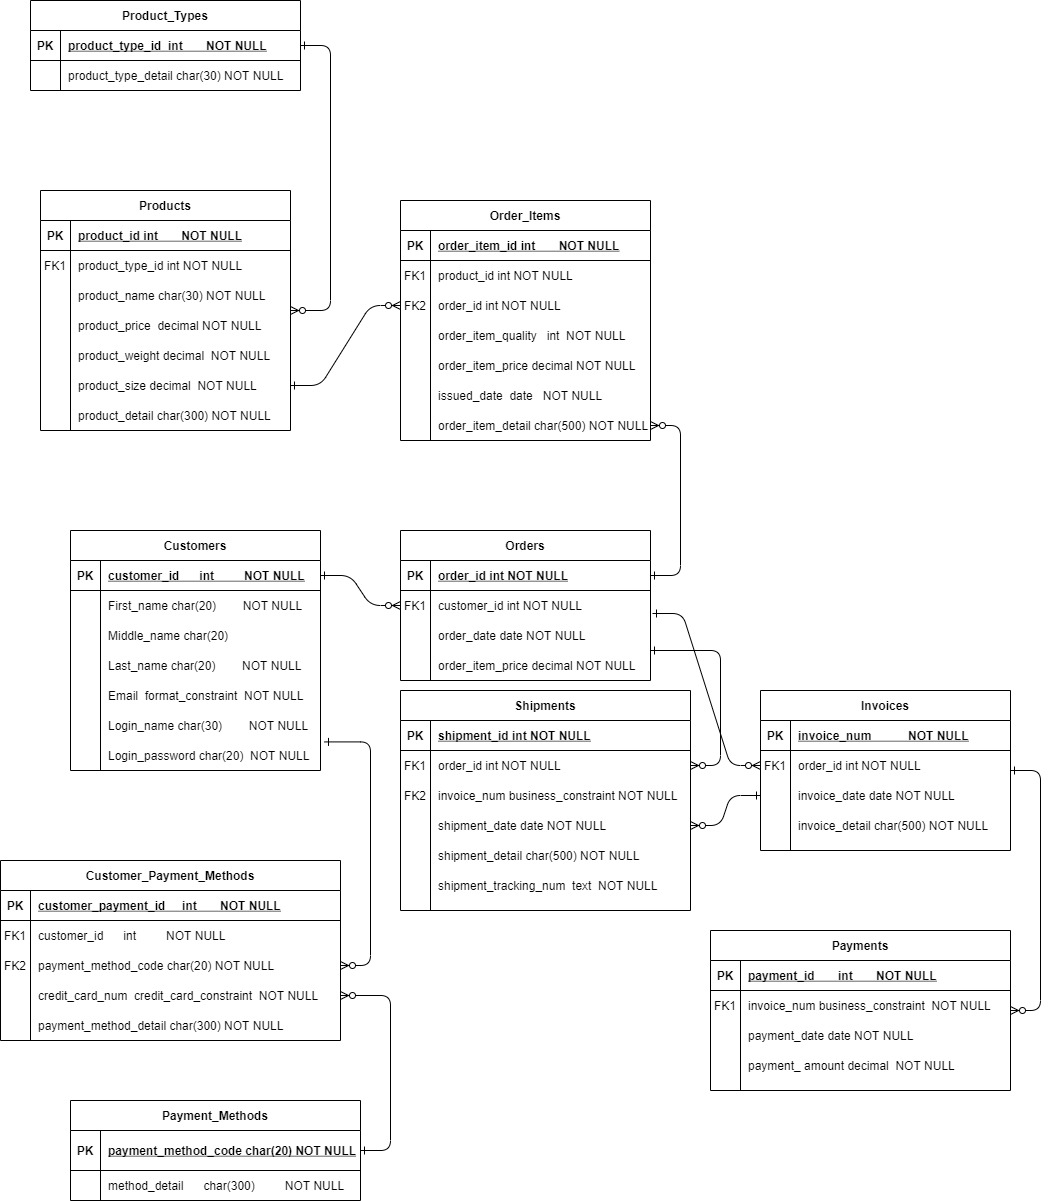 Product_Types
PK product_type_id int NOT NULL
product_type_detail char(30) NOT NULL
Products
PK product_id int NOT NULL
FK1 product_type_id int NOT NULL
product_name char(30) NOT NULL
product_price decimal NOT NULL
product_weight decimal NOT NULL
product_size decimal NOT NULL
product_detail char(300) NOT NULL
Order_Items
PK order_item_id int NOT NULL
FK1 product_id int NOT NULL
FK2 order_id int NOT NULL
order_item_quality int NOT NULL
order_item_price decimal NOT NULL
issued_date date NOT NULL
order_item_detail char(500) NOT NULL
Customers
PK customer_id int NOT NULL
First_name char(20) NOT NULL
Middle_name char(20)
Last_name char(20) NOT NULL
Email format_constraint NOT NULL
Login_name char(30) NOT NULL
Login_password char(20) NOT NULL
Orders
PK order_id int NOT NULL
FK1 customer_id int NOT NULL
order_date date NOT NULL
order_item_price decimal NOT NULL
Shipments
PK shipment_id int NOT NULL
FK1 order_id int NOT NULL
FK2 invoice_num business_constraint NOT NULL
shipment_date date NOT NULL
shipment_detail char(500) NOT NULL
shipment_tracking_num text NOT NULL
Invoices
PK invoice_num NOT NULL
FK1 order_id int NOT NULL
invoice_date date NOT NULL
invoice_detail char(500) NOT NULL
Customer_Payment_Methods
PK customer_payment_id int NOT NULL
FK1 customer_id int NOT NULL
FK2 payment_method_code char(20) NOT NULL
credit_card_num credit_card_constraint NOT NULL
payment_method_detail char(300) NOT NULL
Payments
PK payment_id int NOT NULL
FK1 invoice_num business_constraint NOT NULL
payment_date date NOT NULL
payment_ amount decimal NOT NULL
Payment_Methods
PK payment_method_code char(20) NOT NULL
method_detail char(300) NOT NULL